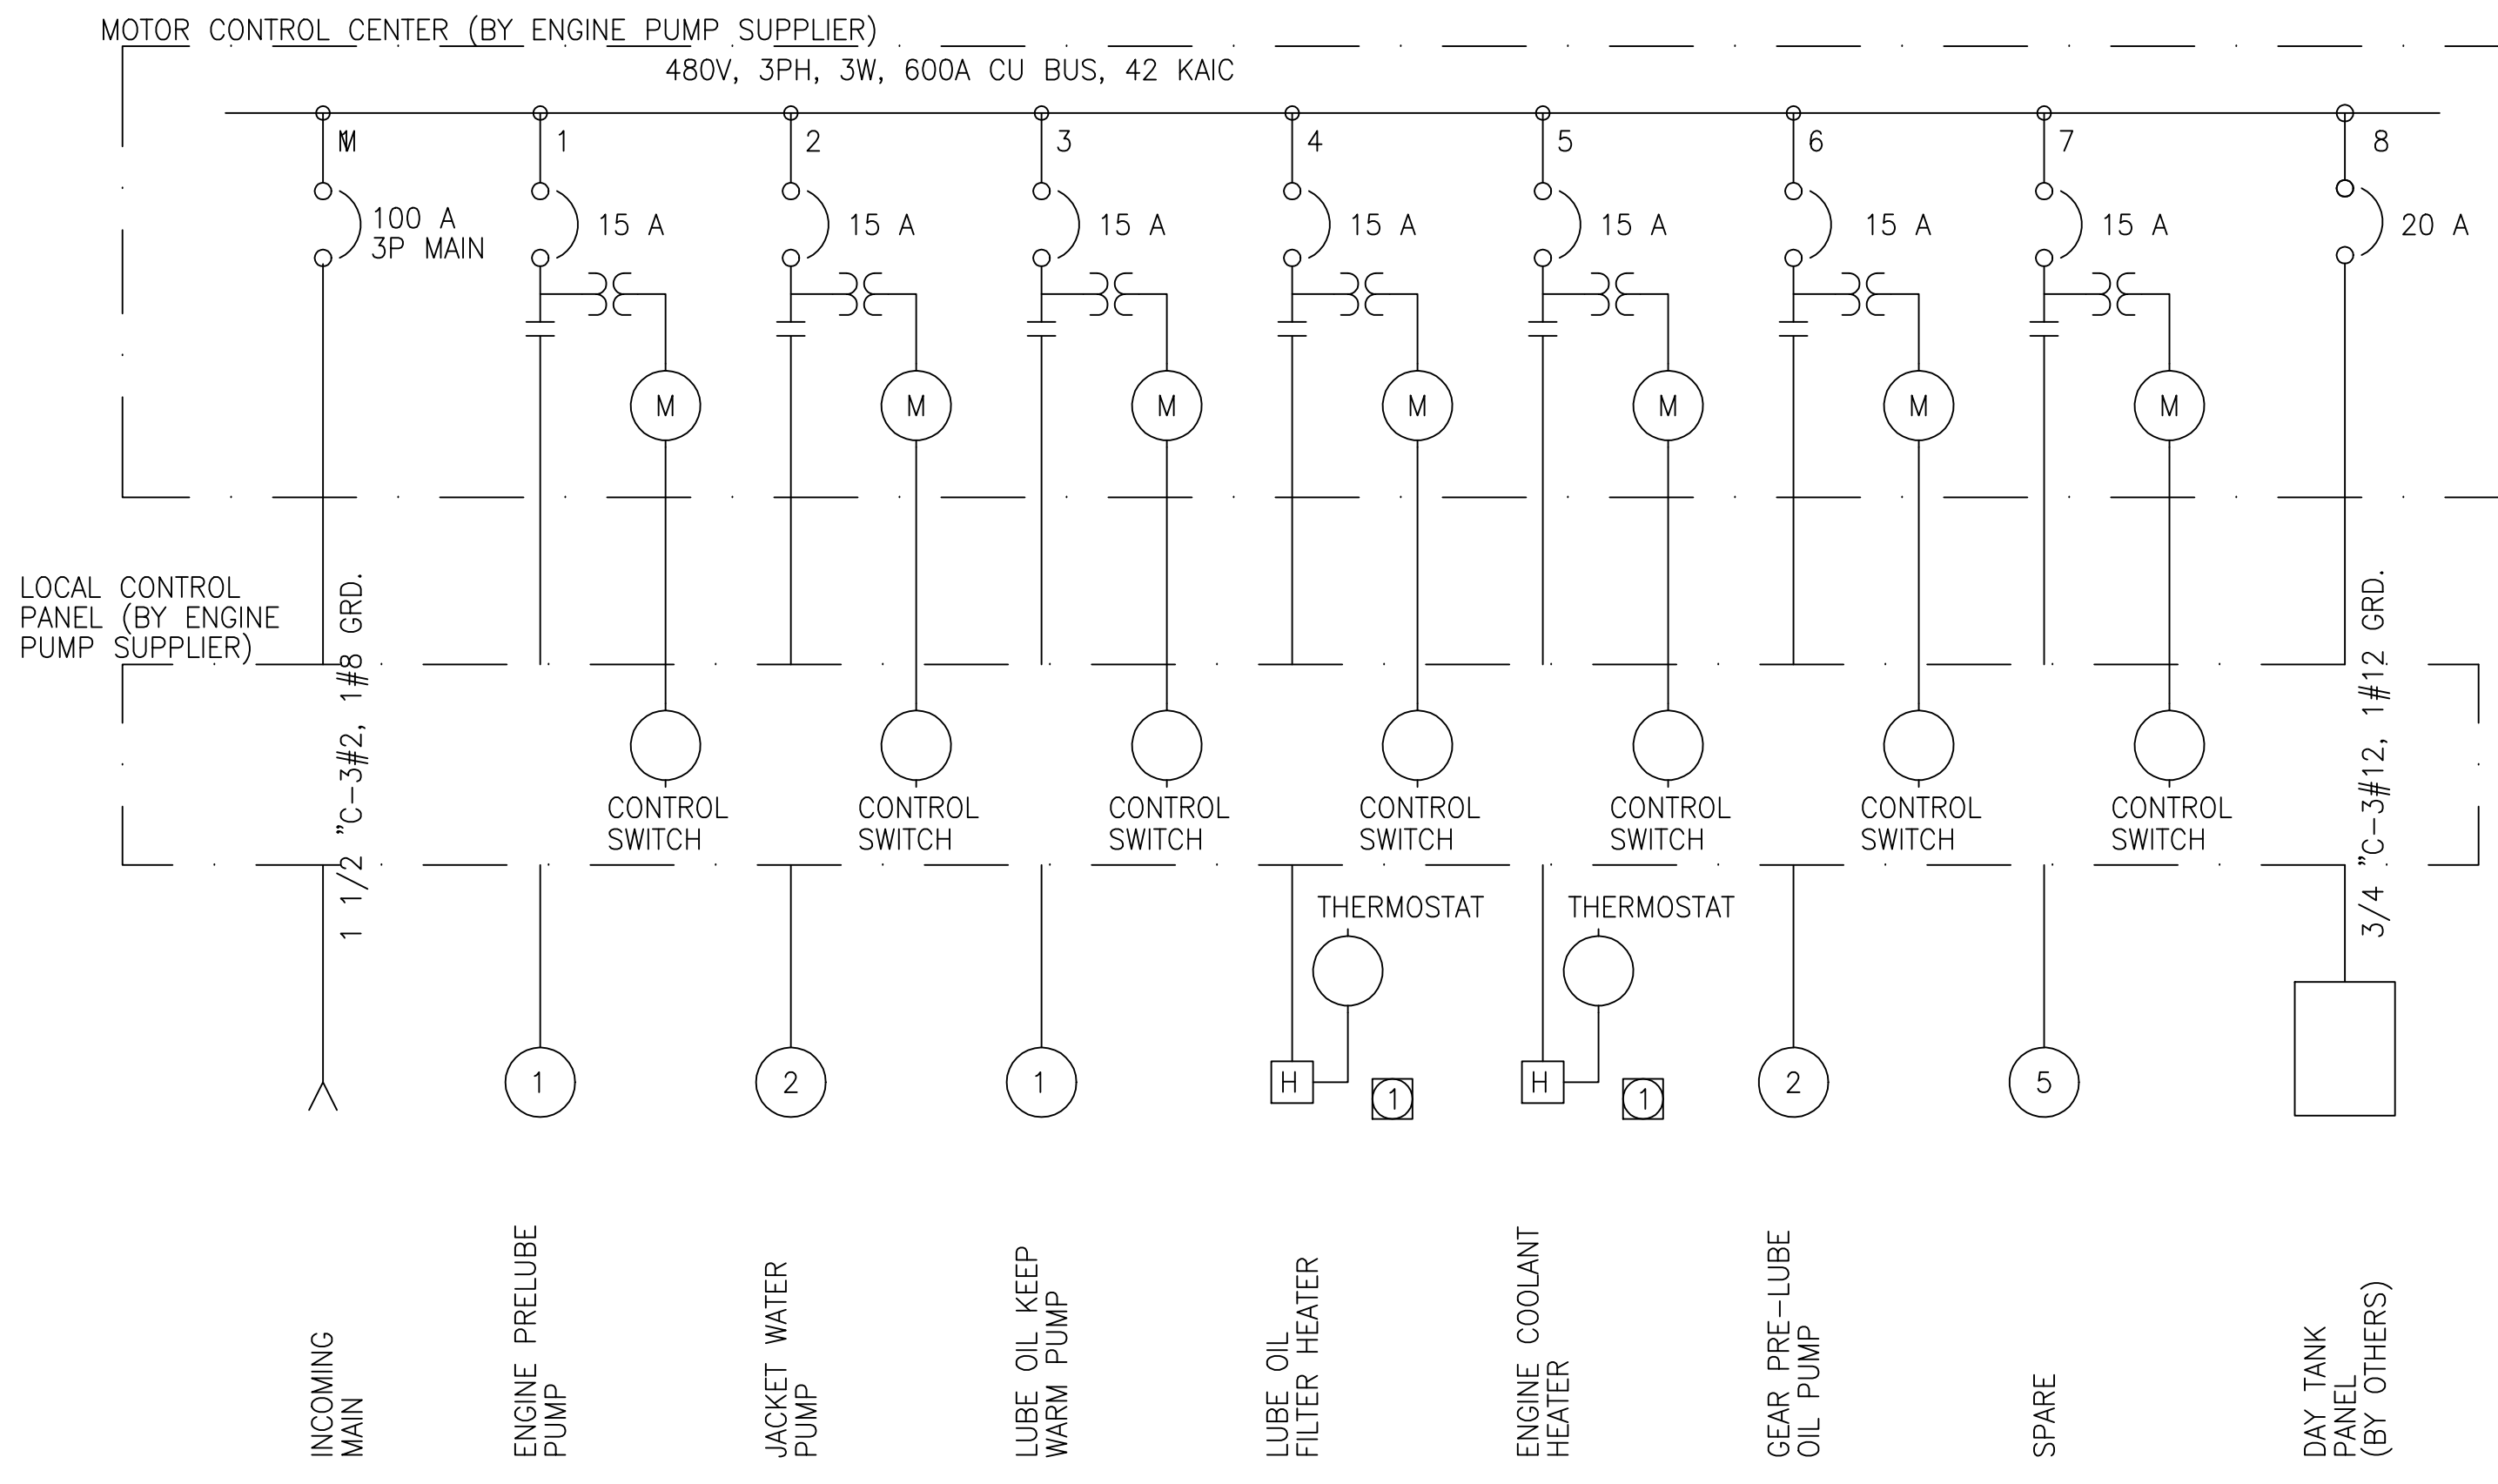 MOTOR CONTROL CENTER (BY ENGINE PUMP SUPPLIER)
480V, 3PH, 3W, 600A CU BUS, 42 KAIC
M
1
2
3
4
5
6
7
8
100 A
3P MAIN
15 A
15 A
15 A
15 A
15 A
15 A
15 A
20 A
M
M
M
M
M
M
M
LOCAL CONTROL
PANEL (BY ENGINE
PUMP SUPPLIER)
1 1/2 "C-3#2, 1#8 GRD.
3/4 "C-3#12, 1#12 GRD.
CONTROL
SWITCH
CONTROL
SWITCH
CONTROL
SWITCH
CONTROL
SWITCH
CONTROL
SWITCH
CONTROL
SWITCH
CONTROL
SWITCH
THERMOSTAT
THERMOSTAT
1
2
1
H
1
H
1
2
5
INCOMING
MAIN
ENGINE PRELUBE
PUMP
JACKET WATER
PUMP
LUBE OIL KEEP
WARM PUMP
LUBE OIL
FILTER HEATER
ENGINE COOLANT
HEATER
GEAR PRE-LUBE
OIL PUMP
SPARE
DAY TANK
PANEL
(BY OTHERS)